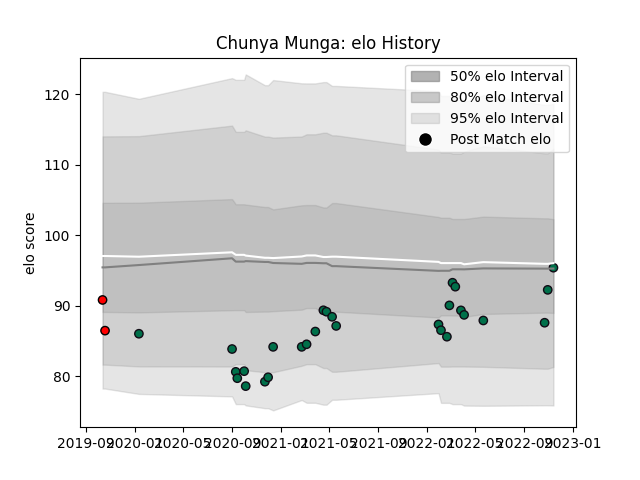 Chunya Munga: elo History
50% elo Interval
80% elo Interval
95% elo Interval
Post Match elo
elo score
120
110
100
90
80
2019-09 2020-01 2020-05 2020-09 2021-01 2021-05 2021-09 2022-01 2022-05 2022-09 2023-01